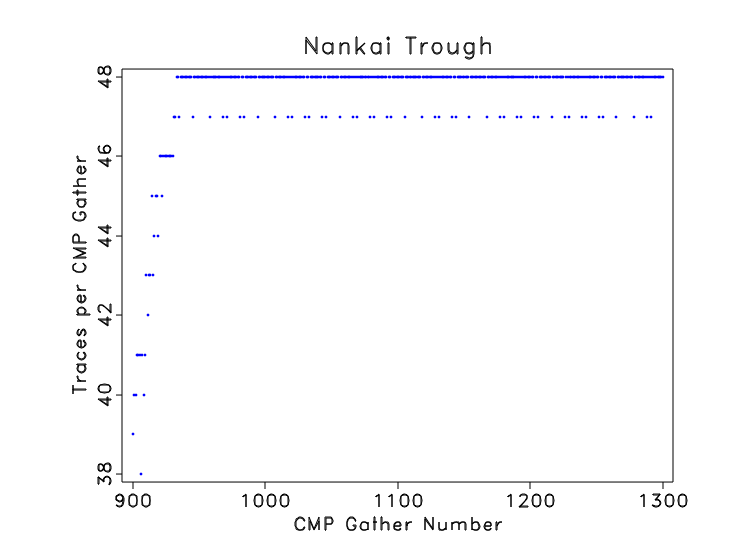 Nankai Trough
Traces per CMP Gather
48
46
44
42
40
38
900 1000 1100 1200 1300
CMP Gather Number